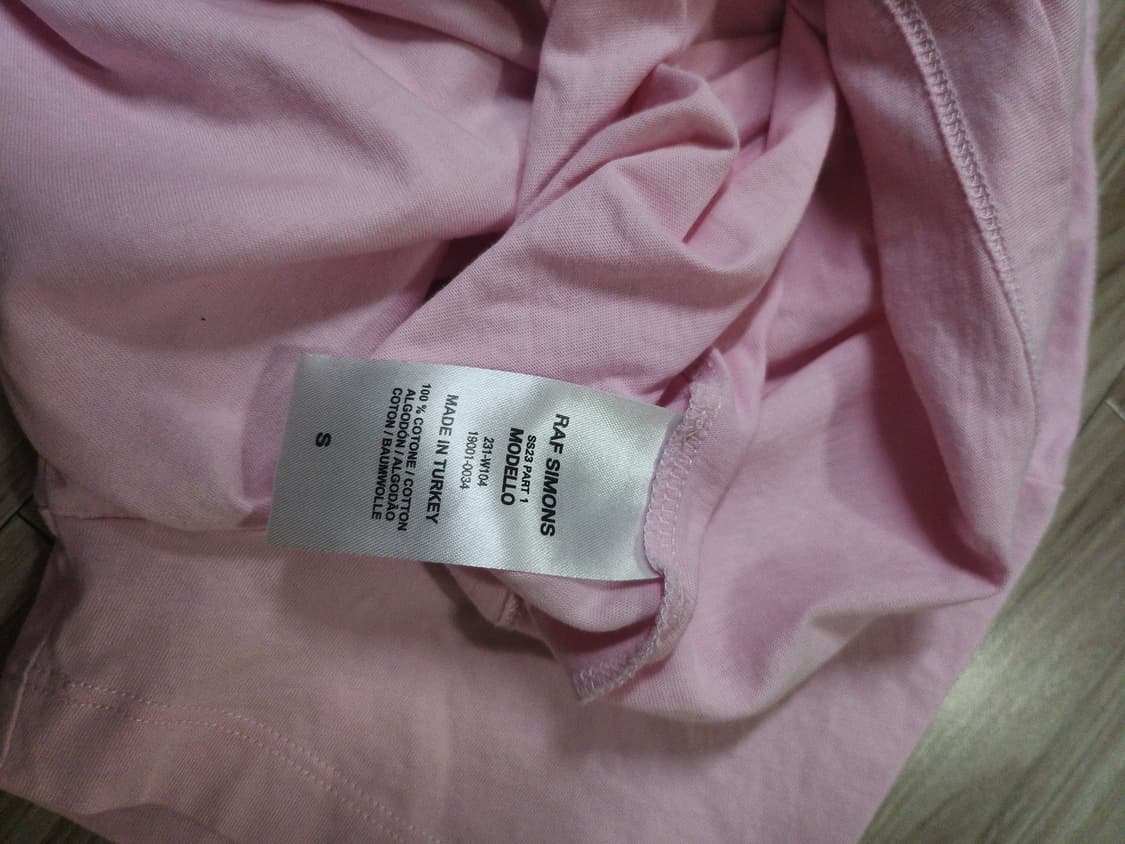 RAF SIMONS
SS23 PART 1
MODELLO
231-W104
19001-0034
MADE IN TURKEY
100 % COTONE / COTTON
ALGODÓN / ALGODÃO
COTON / BAUMWOLLE
S